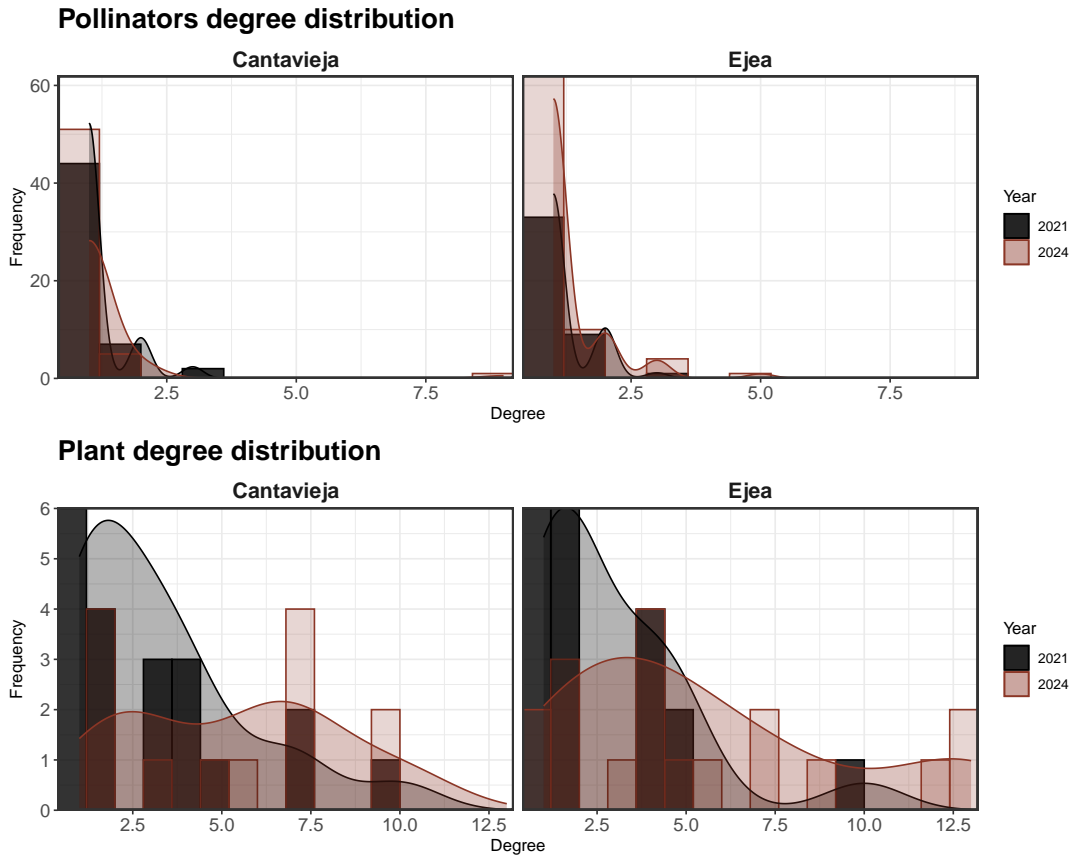 Pollinators degree distribution
Cantavieja Ejea
60
40
20
0
Frequency
2.5 5.0 7.5 2.5 5.0 7.5
Degree
Year
2021
2024
Plant degree distribution
Cantavieja Ejea
6
5
4
3
2
1
0
Frequency
2.5 5.0 7.5 10.0 12.5 2.5 5.0 7.5 10.0 12.5
Degree
Year
2021
2024